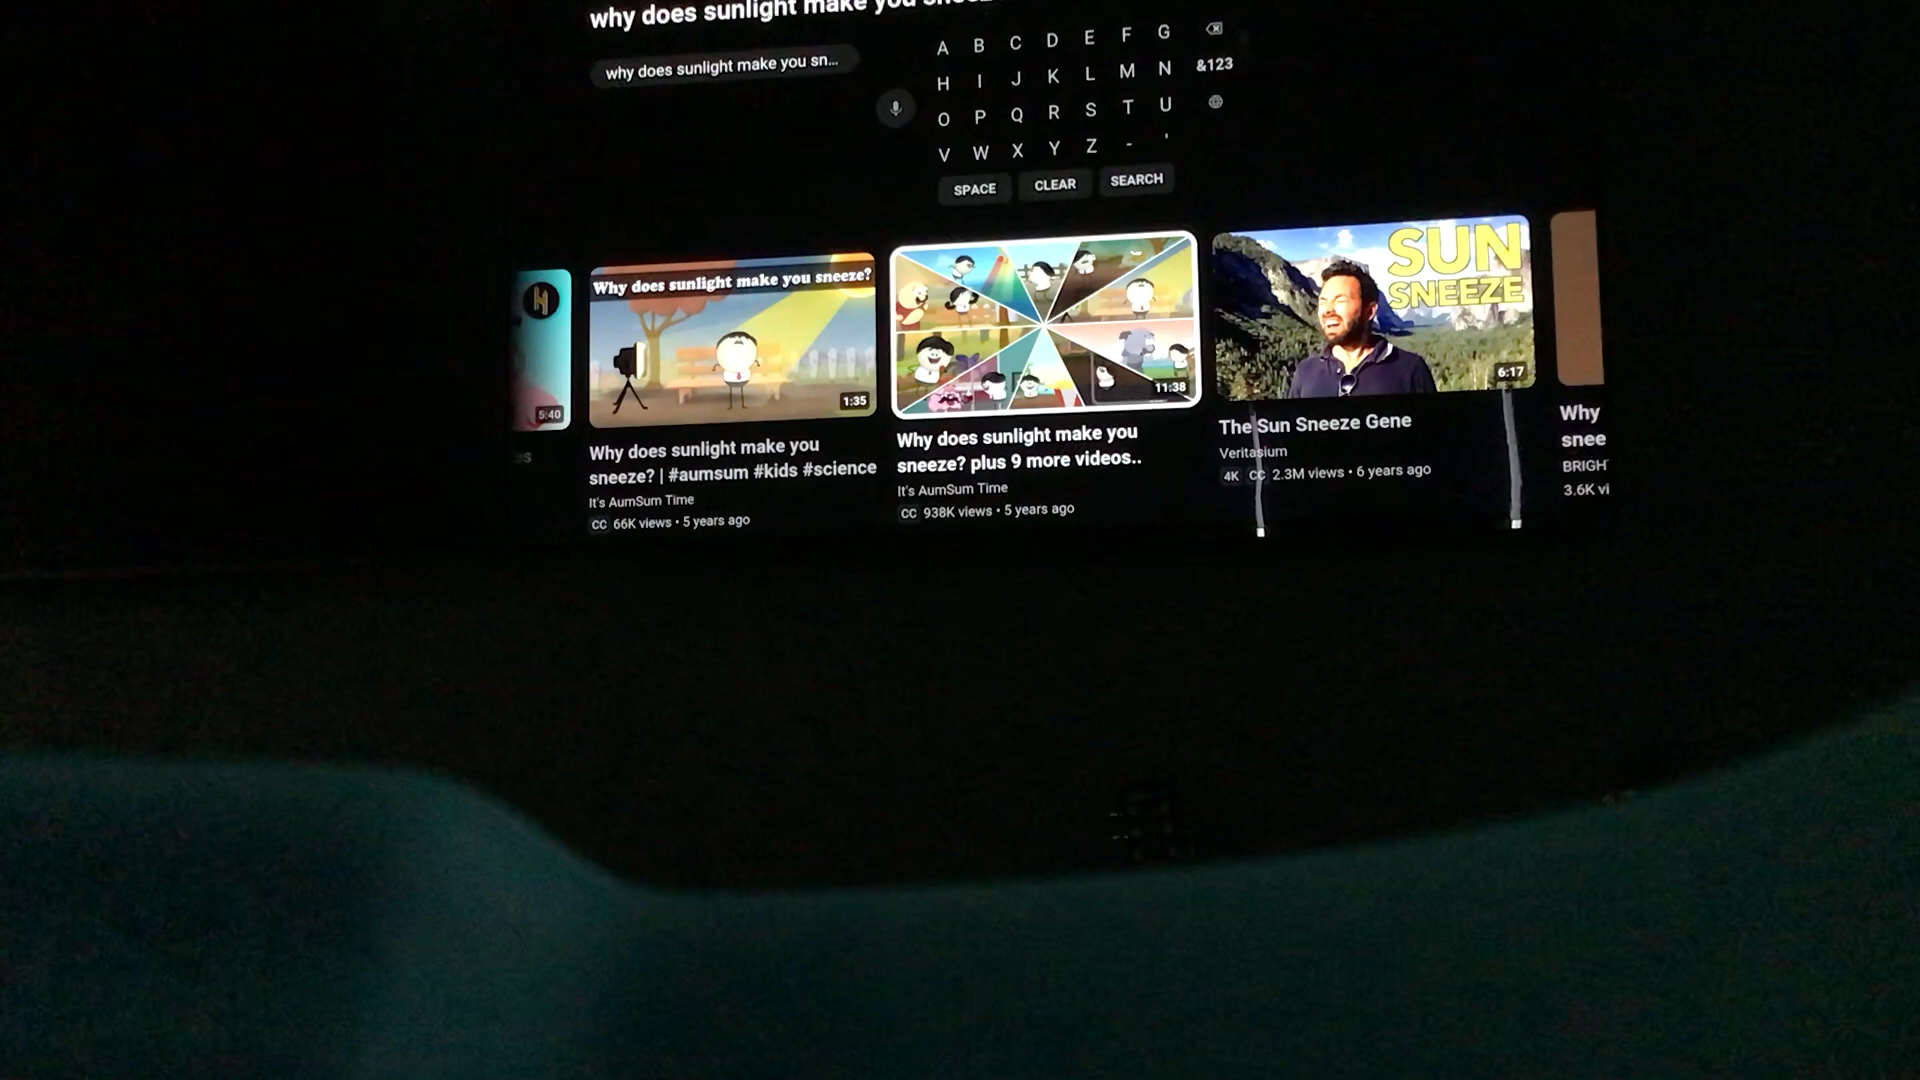 why does sunlight make you
why does sunlight make you sn...
A B C D E F G
H I J K L M N &123
O P Q R S T U
V W X Y Z - '
SPACE CLEAR SEARCH
5:40
Why does sunlight make you sneeze?
1:35
Why does sunlight make you
sneeze? | #aumsum #kids #science
It's AumSum Time
CC 66K views • 5 years ago
11:38
Why does sunlight make you
sneeze? plus 9 more videos..
It's AumSum Time
CC 938K views • 5 years ago
SUN
SNEEZE
6:17
The Sun Sneeze Gene
Veritasium
4K CC 2.3M views • 6 years ago
Why
snee
BRIGHT
3.6K vi